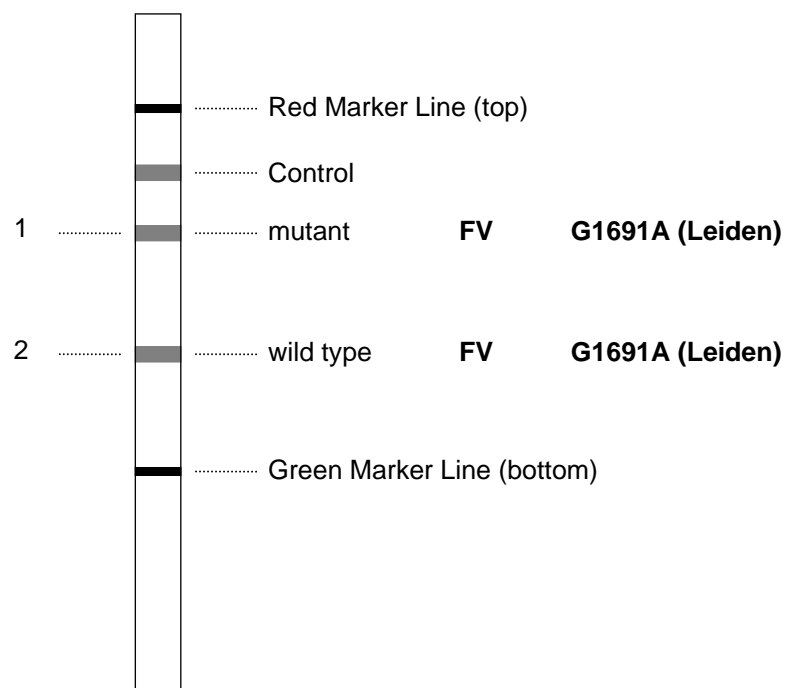 Red Marker Line (top)
Control
1 mutant FV G1691A (Leiden)
2 wild type FV G1691A (Leiden)
Green Marker Line (bottom)